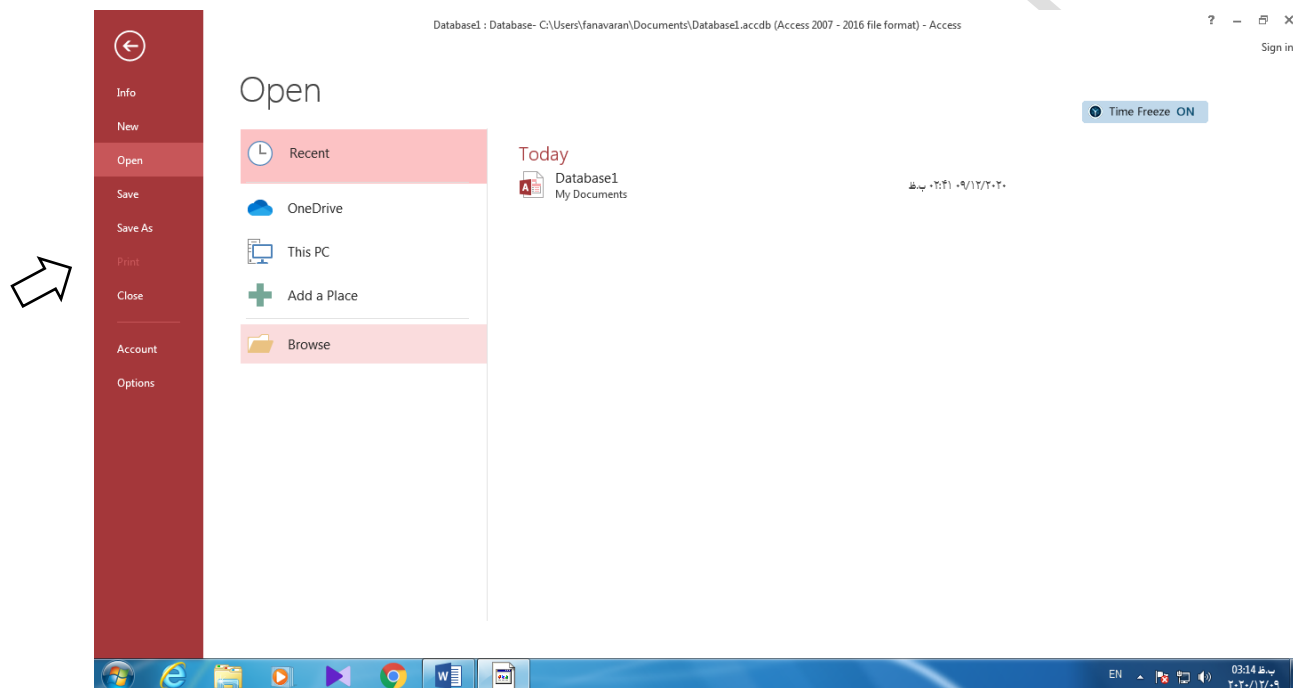 Database1 : Database- C:\Users\fanavaran\Documents\Database1.accdb (Access 2007 - 2016 file format) - Access
?
Sign in
Info
New
Open
Save
Save As
Print
Close
Account
Options
Open
Time Freeze ON
Recent
OneDrive
This PC
Add a Place
Browse
Today
Database1
My Documents
۰۹/۱۲/۲۰۲۰ ۰۲:۴۱ ب.ظ
EN
03:14 ب.ظ
۲۰۲۰/۱۲/۰۹